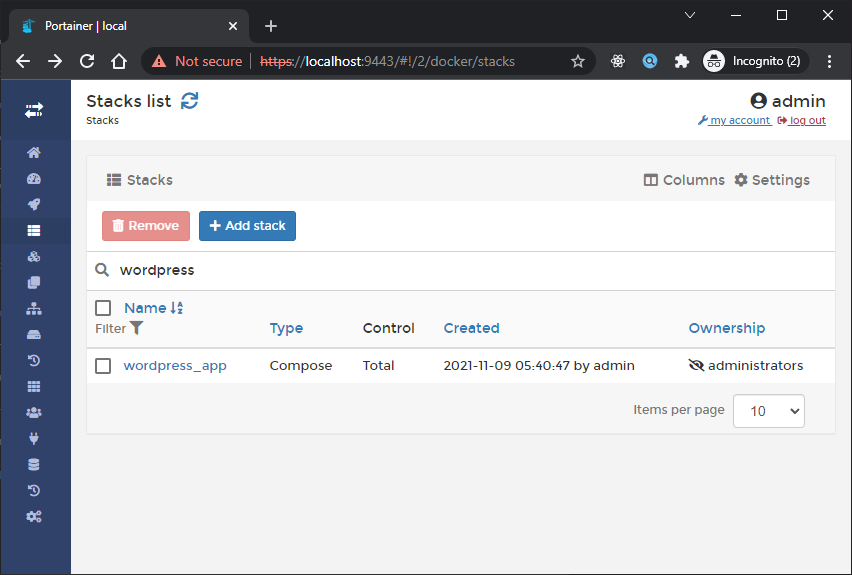 Portainer | local
Not secure https://localhost:9443/#!/2/docker/stacks Incognito (2)
Stacks list admin
Stacks my account log out
Stacks Columns Settings
Remove Add stack
wordpress
Name
Filter Type Control Created Ownership
wordpress_app Compose Total 2021-11-09 05:40:47 by admin administrators
Items per page 10